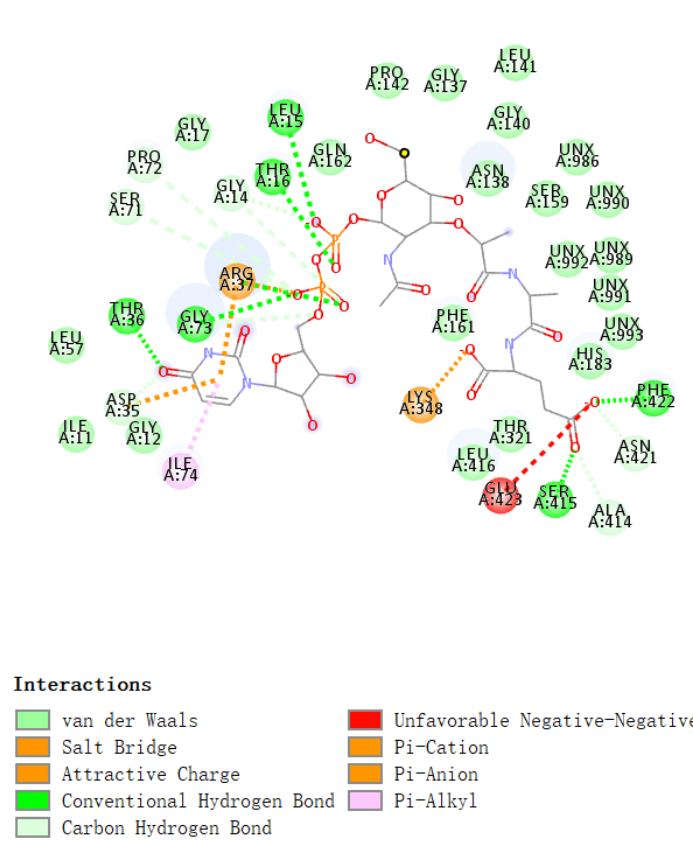 LEU
A:141
PRO
A:142
GLY
A:137
LEU
A:15
GLY
A:140
GLY
A:17
GLN
A:162
UNX
A:986
PRO
A:72
THR
A:16
ASN
A:138
GLY
A:14
SER
A:159
UNX
A:990
SER
A:71
-O
O
O
O
P
O
O
O
N
O
O
N
UNX
A:992
UNX
A:989
ARG
A:37
O
P
O
O
UNX
A:991
THR
A:36
GLY
A:73
O
PHE
A:161
UNX
A:993
LEU
A:57
O
N
O
N
O
HIS
A:183
O
N
O
-O
O
LYS
A:348
-O
PHE
A:422
ASP
A:35
ILE
A:11
GLY
A:12
O
THR
A:321
O
ASN
A:421
ILE
A:74
LEU
A:416
GLU
A:423
SER
A:415
ALA
A:414
Interactions
van der Waals
Salt Bridge
Attractive Charge
Conventional Hydrogen Bond
Carbon Hydrogen Bond
Unfavorable Negative-Negative
Pi-Cation
Pi-Anion
Pi-Alkyl